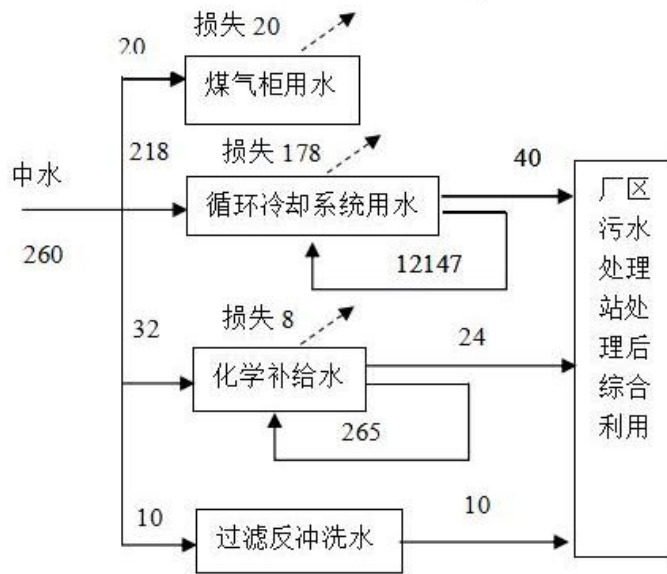 损失 20
20
煤气柜用水
218
损失 178
40
中水
循环冷却系统用水
260
12147
损失 8
32
24
化学补给水
265
10
10
过滤反冲洗水
厂区
污水
处理
站处
理后
综合
利用